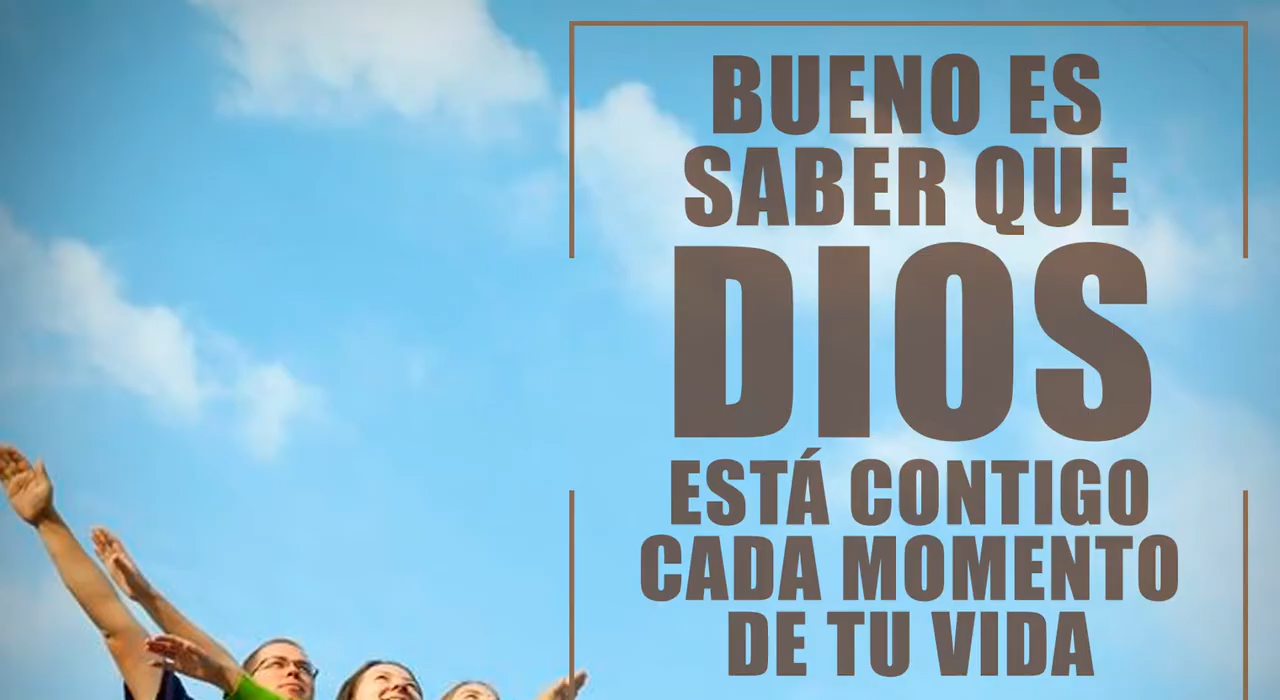 BUENO ES
SABER QUE
DIOS
ESTÁ CONTIGO
CADA MOMENTO
DE TU VIDA